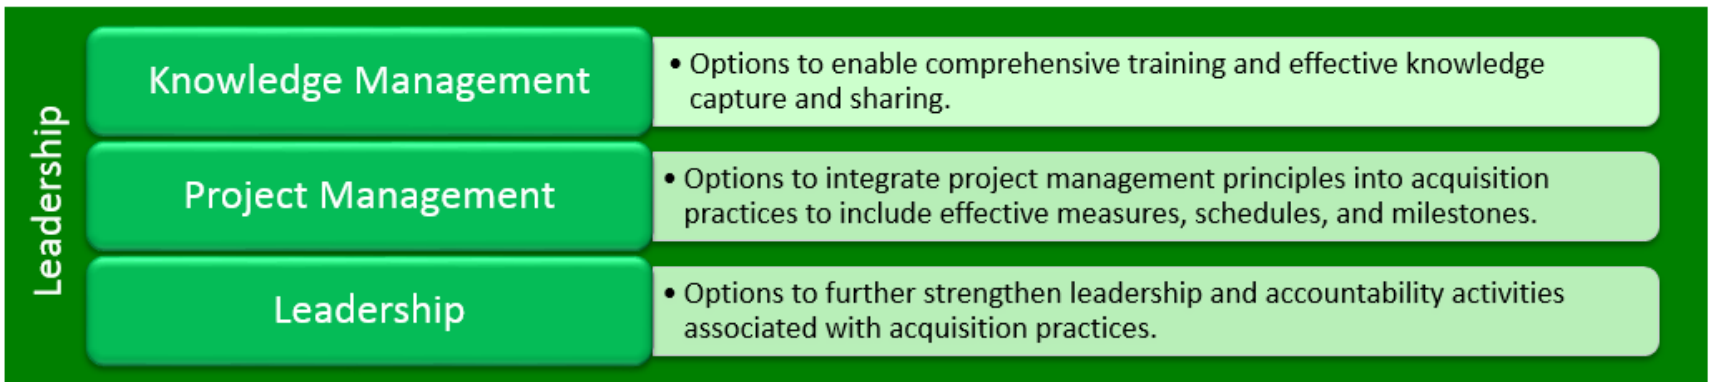 Leadership
Knowledge Management
• Options to enable comprehensive training and effective knowledge
capture and sharing.
Project Management
• Options to integrate project management principles into acquisition
practices to include effective measures, schedules, and milestones.
Leadership
• Options to further strengthen leadership and accountability activities
associated with acquisition practices.